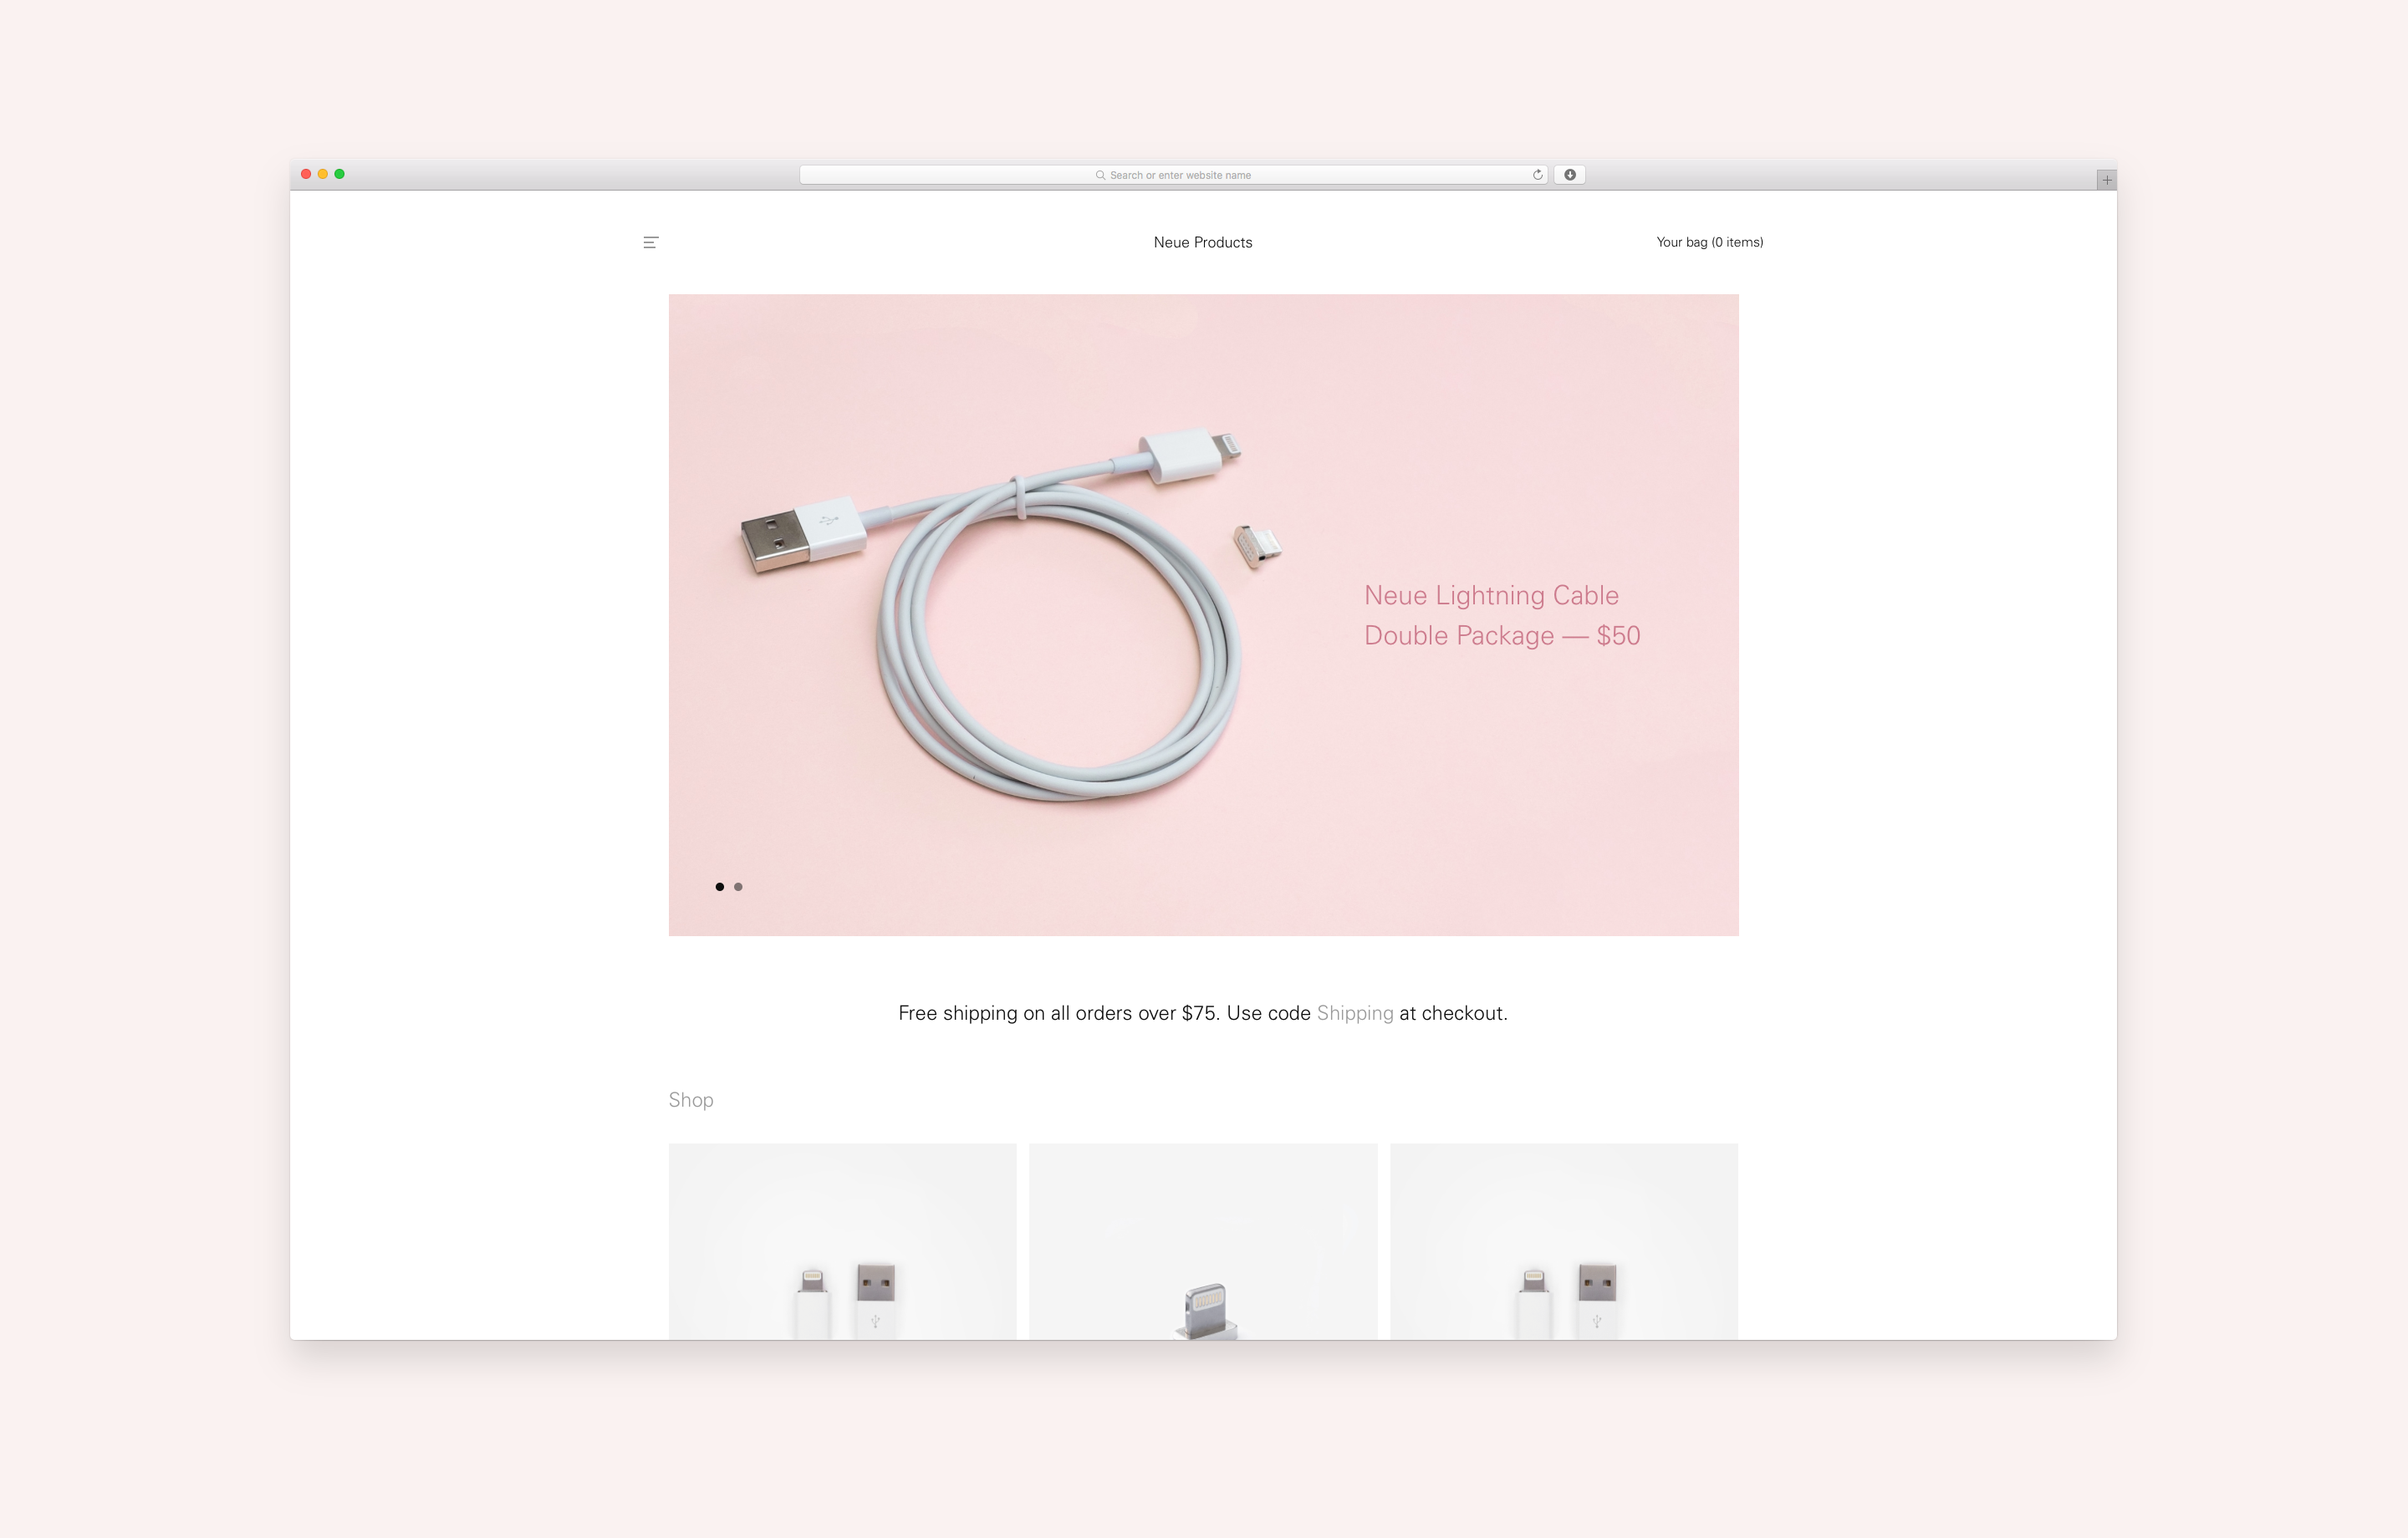 Search or enter website name
Neue Products
Your bag (0 items)
Neue Lightning Cable
Double Package — $50
Free shipping on all orders over $75. Use code Shipping at checkout.
Shop